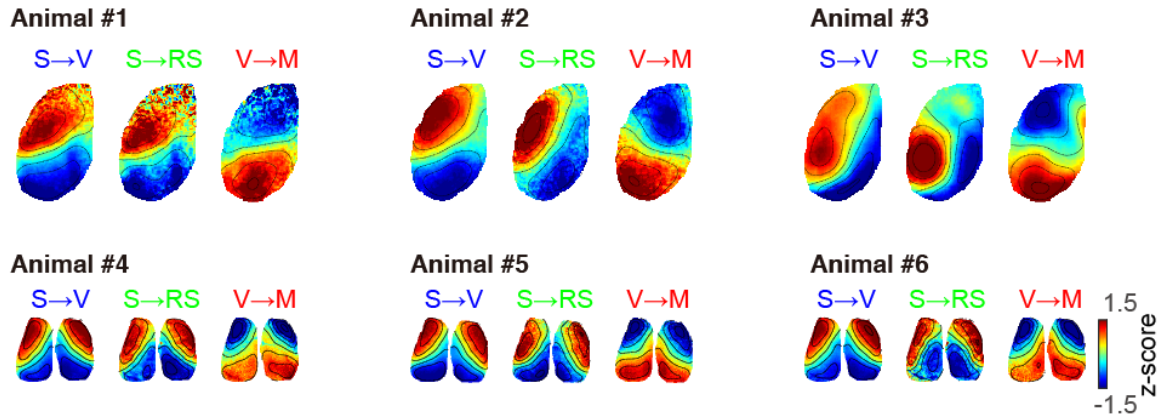 Animal #1 Animal #2 Animal #3
S→V S→RS V→M S→V S→RS V→M S→V S→RS V→M
Animal #4 Animal #5 Animal #6
S→V S→RS V→M S→V S→RS V→M S→V S→RS V→M
1.5
z-score
-1.5